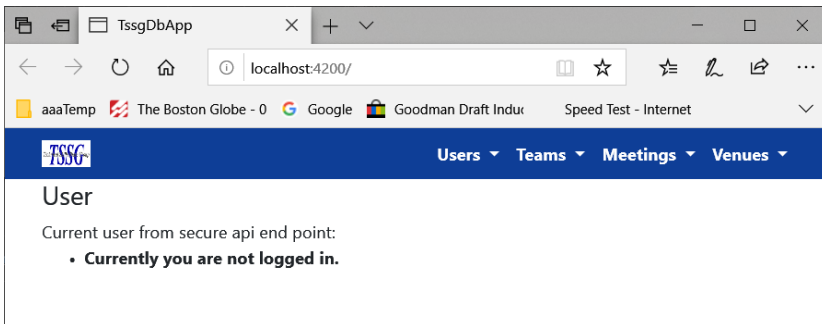 TssgDbApp
localhost:4200/
aaaTemp The Boston Globe - 0 Google Goodman Draft Induc Speed Test - Internet
TSSG Users Teams Meetings Venues
User
Current user from secure api end point:
• Currently you are not logged in.